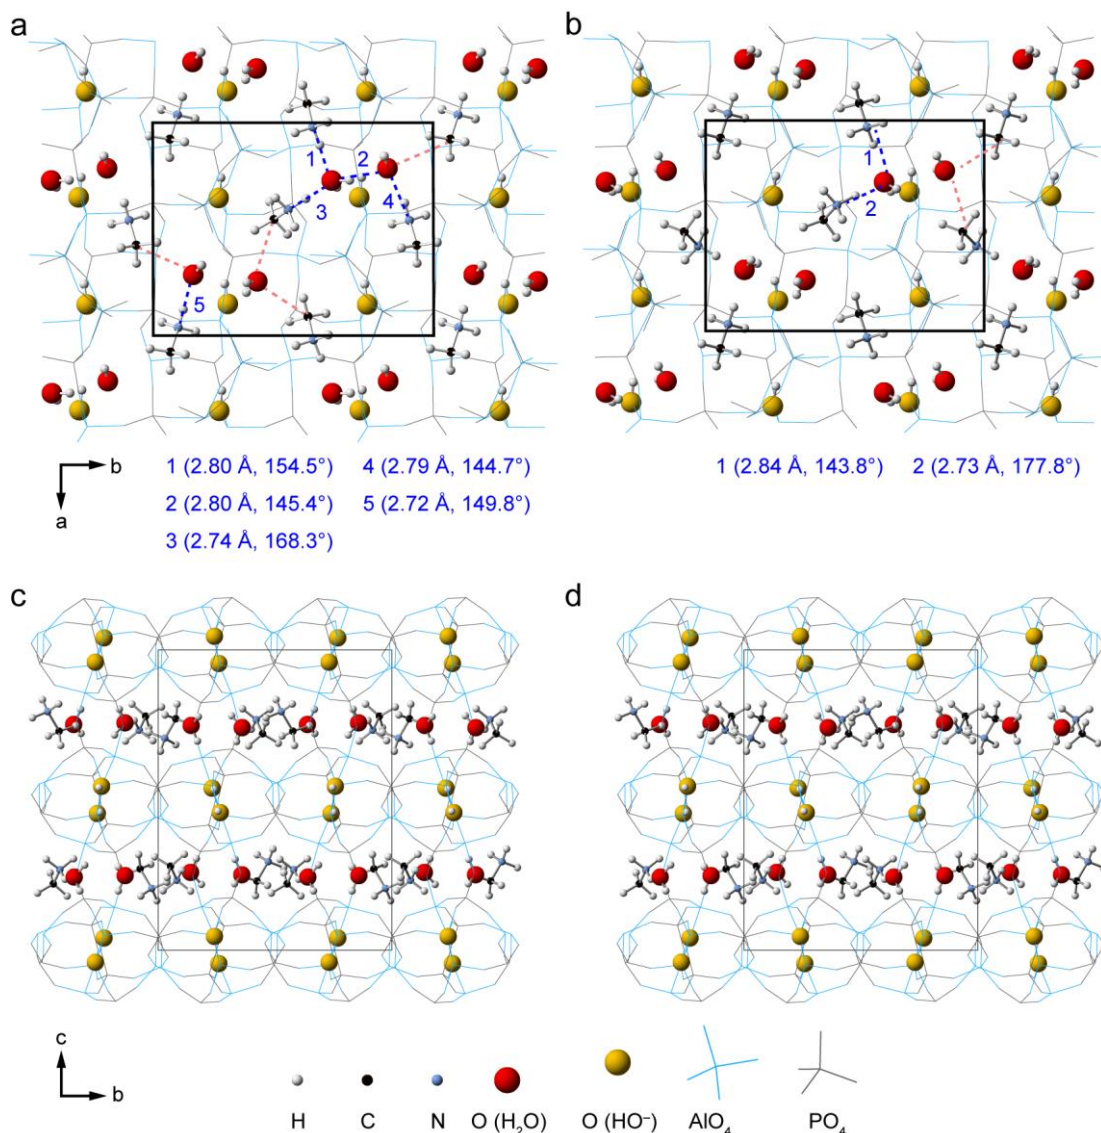 a
b
1
2
3
4
5
1
2
b
a
1 (2.80 Å, 154.5°) 4 (2.79 Å, 144.7°)
2 (2.80 Å, 145.4°) 5 (2.72 Å, 149.8°)
3 (2.74 Å, 168.3°)
1 (2.84 Å, 143.8°) 2 (2.73 Å, 177.8°)
c
d
c
b
H C N O (H₂O) O (HO⁻) AlO₄ PO₄